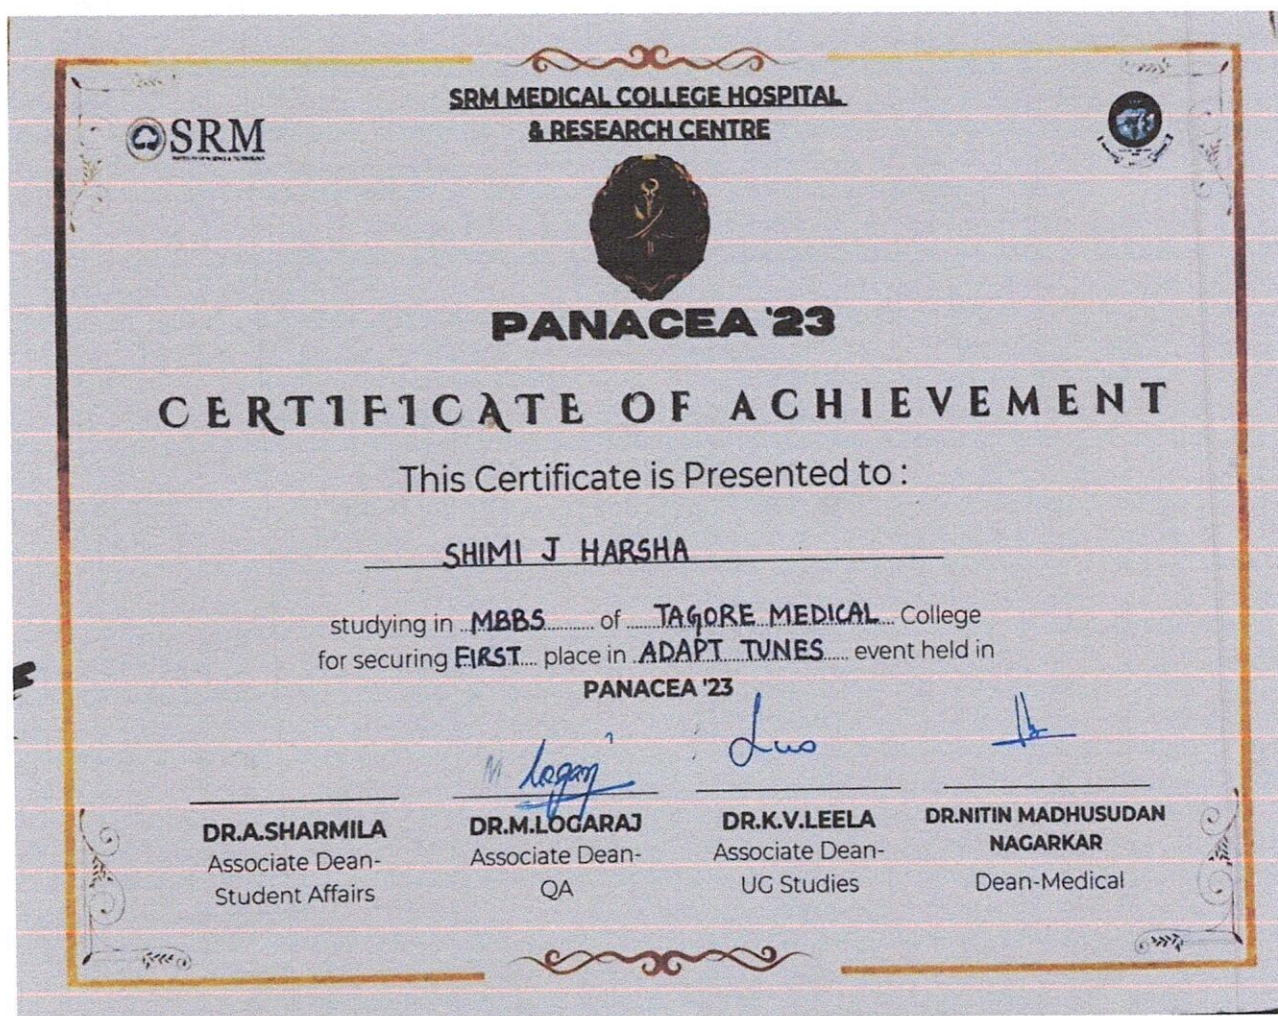 SRM MEDICAL COLLEGE HOSPITAL
& RESEARCH CENTRE
SRM
PANACEA '23
CERTIFICATE OF ACHIEVEMENT
This Certificate is Presented to :
SHIMI J HARSHA
studying in MBBS of TAGORE MEDICAL College
for securing FIRST place in ADAPT TUNES event held in
PANACEA '23
DR.A.SHARMILA
Associate Dean-
Student Affairs
M Logaraj
DR.M.LOGARAJ
Associate Dean-
QA
DR.K.V.LEELA
Associate Dean-
UG Studies
DR.NITIN MADHUSUDAN
NAGARKAR
Dean-Medical